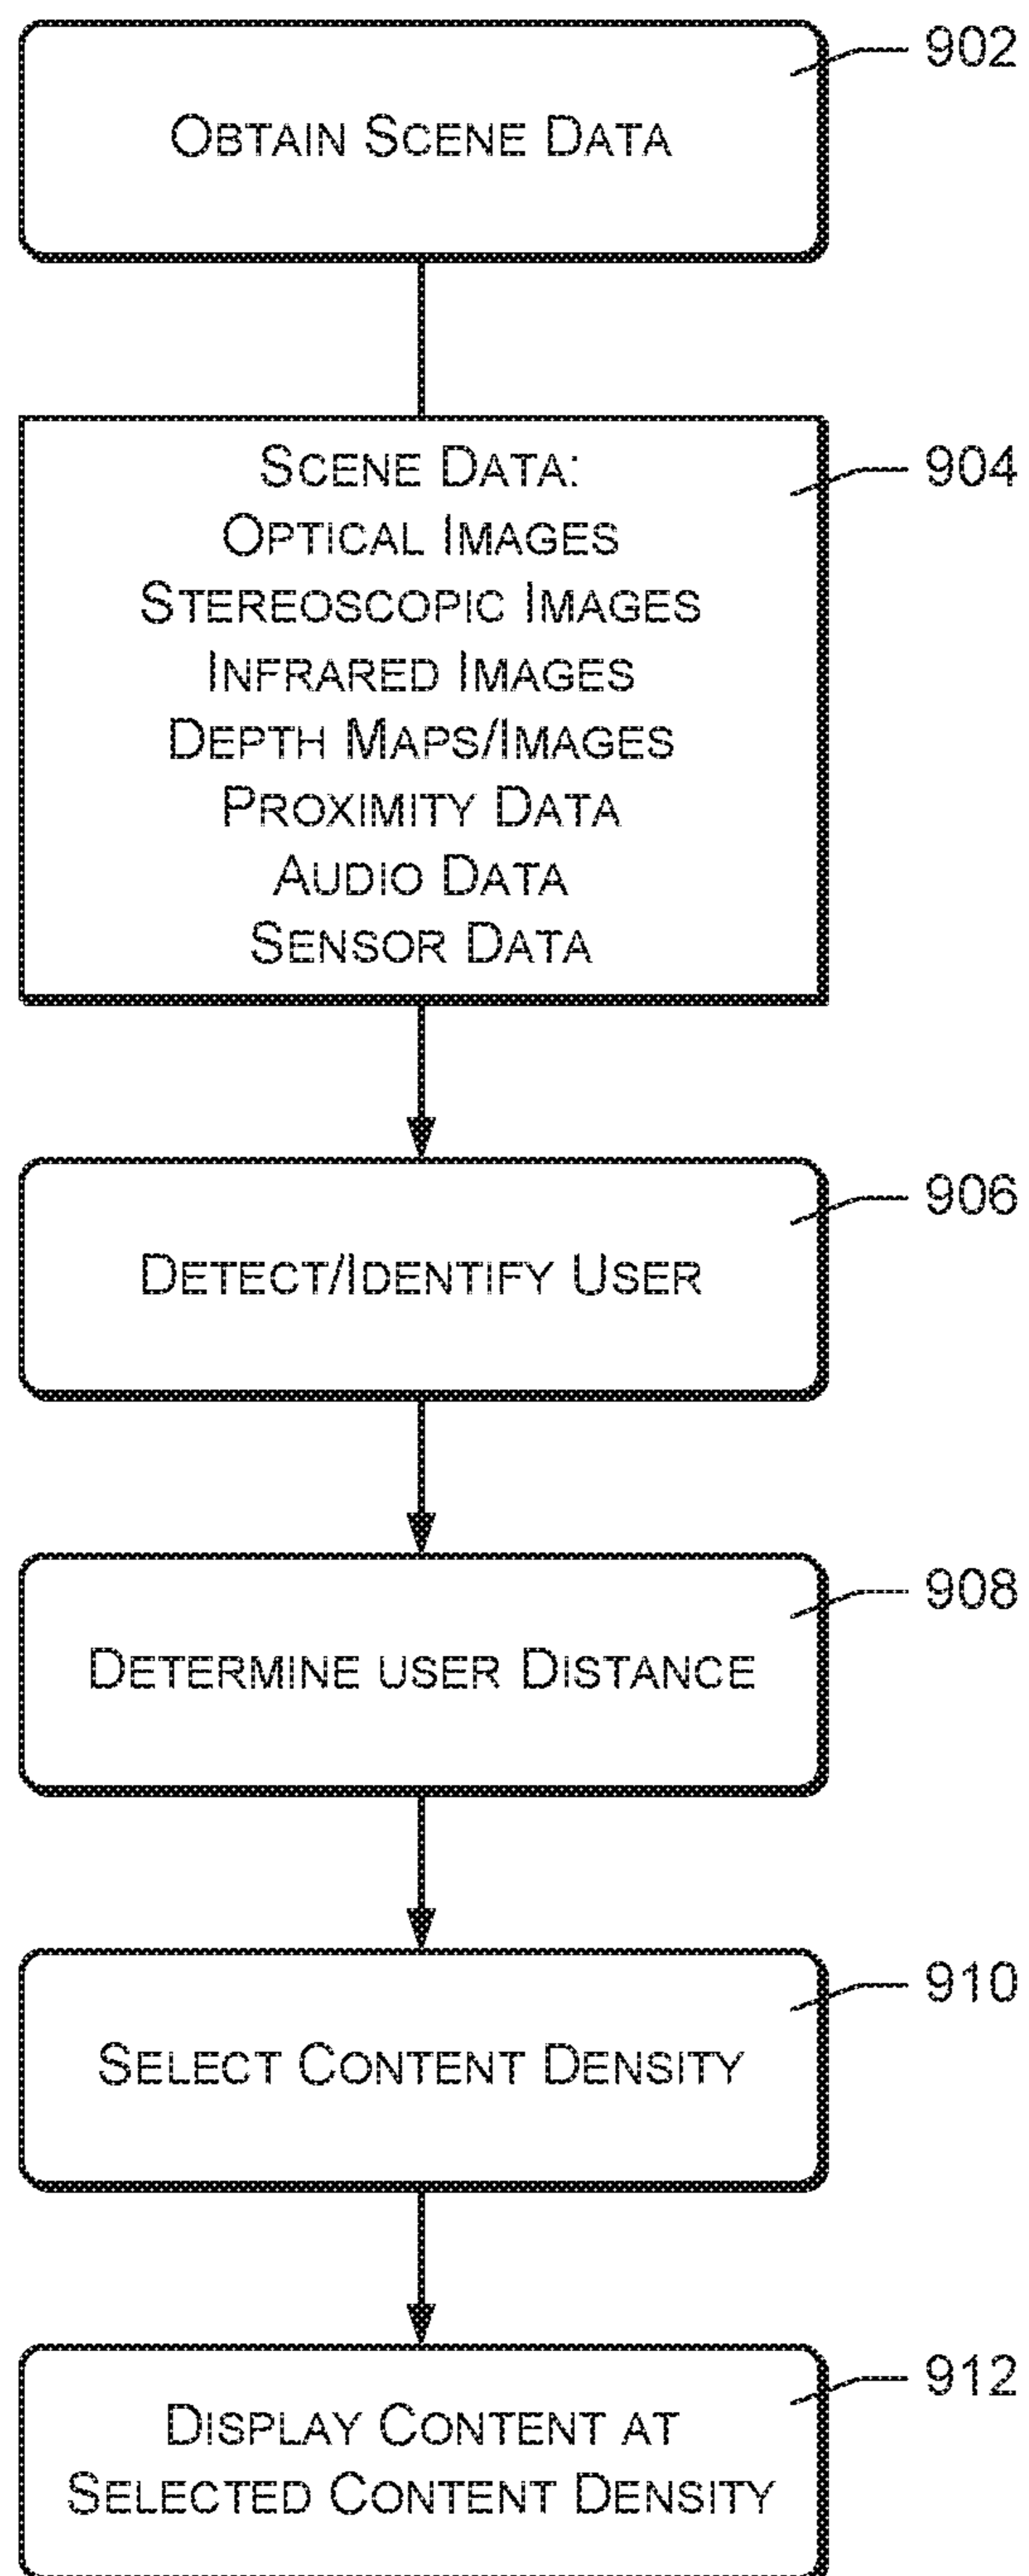 902
OBTAIN SCENE DATA
904
SCENE DATA:
OPTICAL IMAGES
STEREOSCOPIC IMAGES
INFRARED IMAGES
DEPTH MAPS/IMAGES
PROXIMITY DATA
AUDIO DATA
SENSOR DATA
906
DETECT/IDENTIFY USER
908
DETERMINE USER DISTANCE
910
SELECT CONTENT DENSITY
912
DISPLAY CONTENT AT
SELECTED CONTENT DENSITY